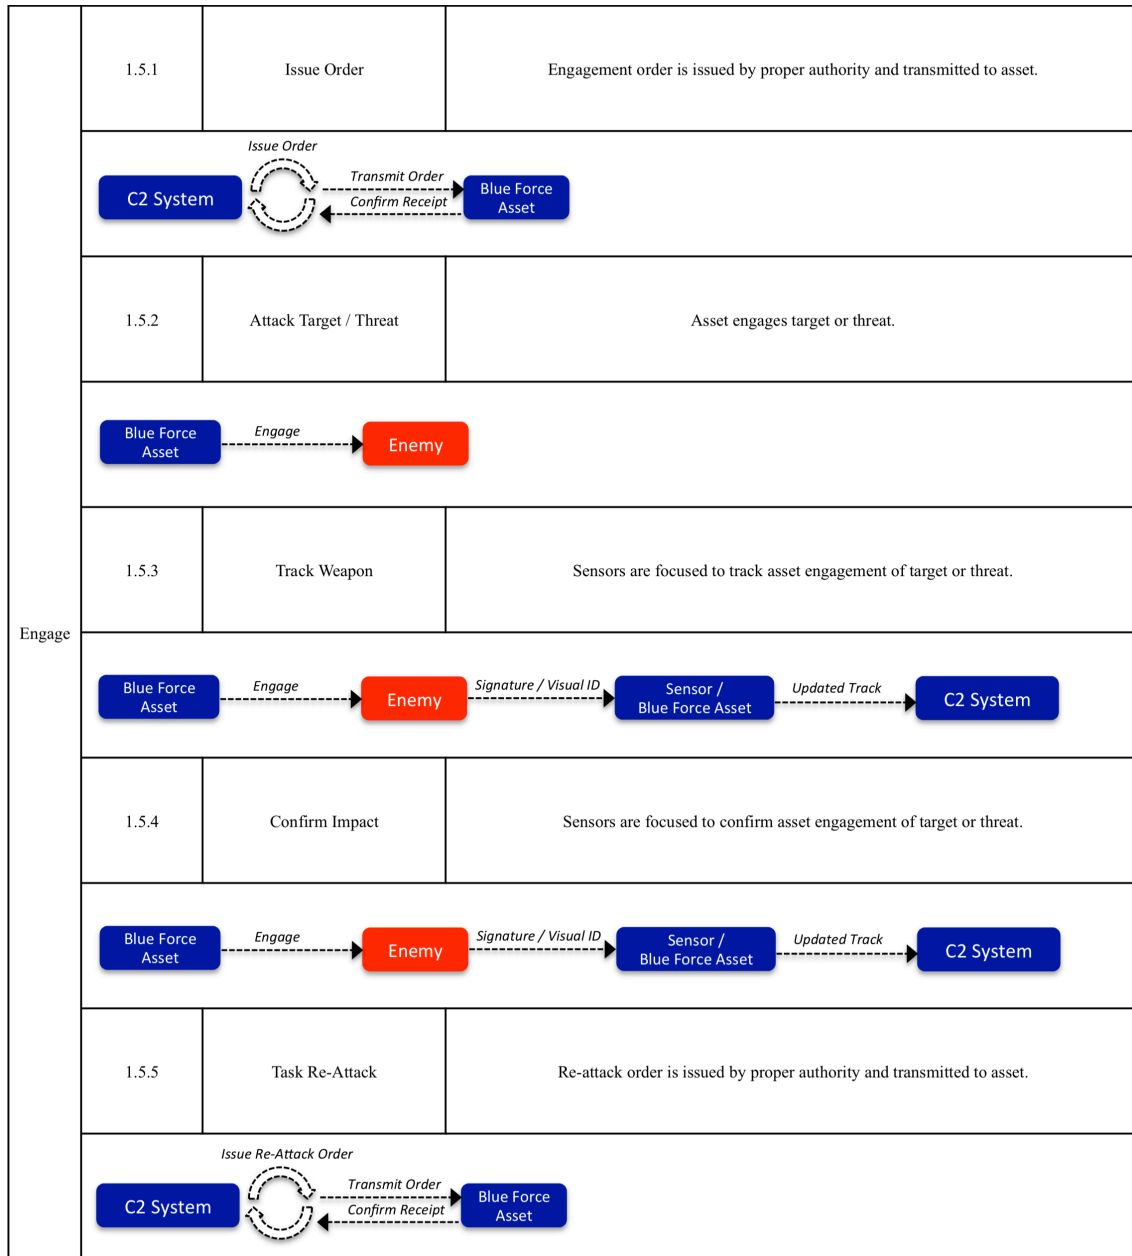 1.5.1
Issue Order
Engagement order is issued by proper authority and transmitted to asset.
Issue Order
C2 System
Transmit Order
Confirm Receipt
Blue Force
Asset
1.5.2
Attack Target / Threat
Asset engages target or threat.
Blue Force
Asset
Engage
Enemy
1.5.3
Track Weapon
Sensors are focused to track asset engagement of target or threat.
Engage
Blue Force
Asset
Engage
Enemy
Signature / Visual ID
Sensor /
Blue Force Asset
Updated Track
C2 System
1.5.4
Confirm Impact
Sensors are focused to confirm asset engagement of target or threat.
Blue Force
Asset
Engage
Enemy
Signature / Visual ID
Sensor /
Blue Force Asset
Updated Track
C2 System
1.5.5
Task Re-Attack
Re-attack order is issued by proper authority and transmitted to asset.
Issue Re-Attack Order
C2 System
Transmit Order
Confirm Receipt
Blue Force
Asset